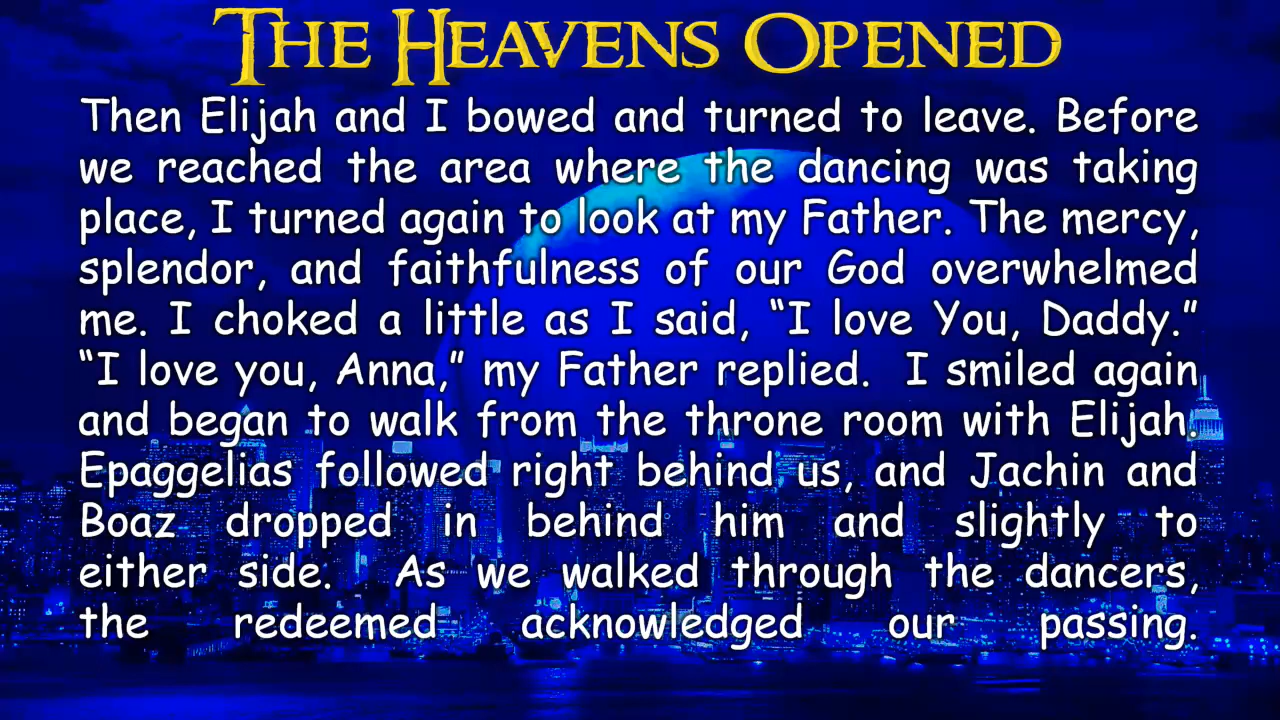 THE HEAVENS OPENED
Then Elijah and I bowed and turned to leave. Before
we reached the area where the dancing was taking
place, I turned again to look at my Father. The mercy,
splendor, and faithfulness of our God overwhelmed
me. I choked a little as I said, “I love You, Daddy.”
“I love you, Anna,” my Father replied.  I smiled again
and began to walk from the throne room with Elijah.
Epaggelias followed right behind us, and Jachin and
Boaz dropped in behind him and slightly to
either side.  As we walked through the dancers,
the redeemed acknowledged our passing.